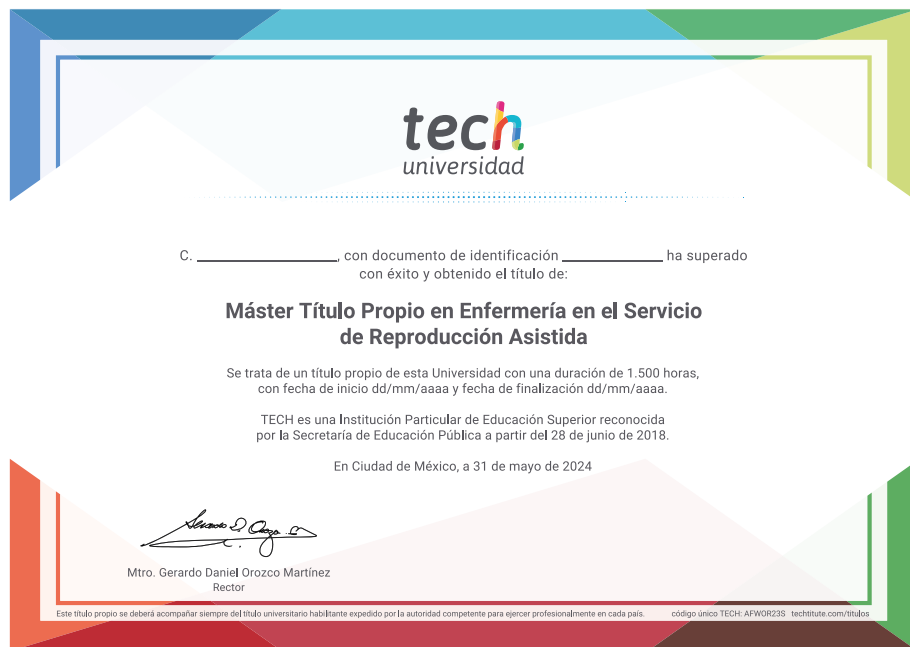 tech
universidad
C. __________________, con documento de identificación _____________ ha superado
con éxito y obtenido el título de:
Máster Título Propio en Enfermería en el Servicio
de Reproducción Asistida
Se trata de un título propio de esta Universidad con una duración de 1.500 horas,
con fecha de inicio dd/mm/aaaa y fecha de finalización dd/mm/aaaa.
TECH es una Institución Particular de Educación Superior reconocida
por la Secretaría de Educación Pública a partir del 28 de junio de 2018.
En Ciudad de México, a 31 de mayo de 2024
Mtro. Gerardo Daniel Orozco Martínez
Rector
Este título propio se deberá acompañar siempre del título universitario habilitante expedido por la autoridad competente para ejercer profesionalmente en cada país. código único TECH: AFWOR23S techtitute.com/titulos